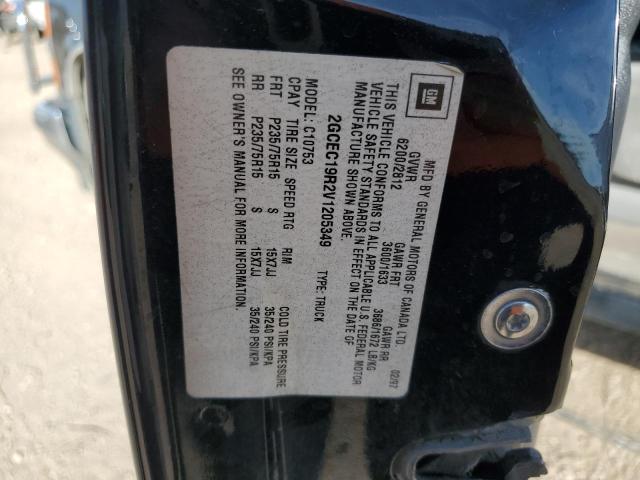 GM
MFD BY GENERAL MOTORS OF CANADA LTD. 02/97
GVWR GAWR FRT GAWR RR
6200/2812 3600/1633 3686/1672 LB/KG
THIS VEHICLE CONFORMS TO ALL APPLICABLE U.S. FEDERAL MOTOR
VEHICLE SAFETY STANDARDS IN EFFECT ON THE DATE OF
MANUFACTURE SHOWN ABOVE.
2GCEC19R2V1205349 TYPE: TRUCK
MODEL: C10753
CPAY TIRE SIZE SPEED RTG RIM COLD TIRE PRESSURE
FRT P235/75R15 S 15X7JJ 35/240 PSI/KPA
RR P235/75R15 S 15X7JJ 35/240 PSI/KPA
SEE OWNER'S MANUAL FOR MORE INFORMATION.